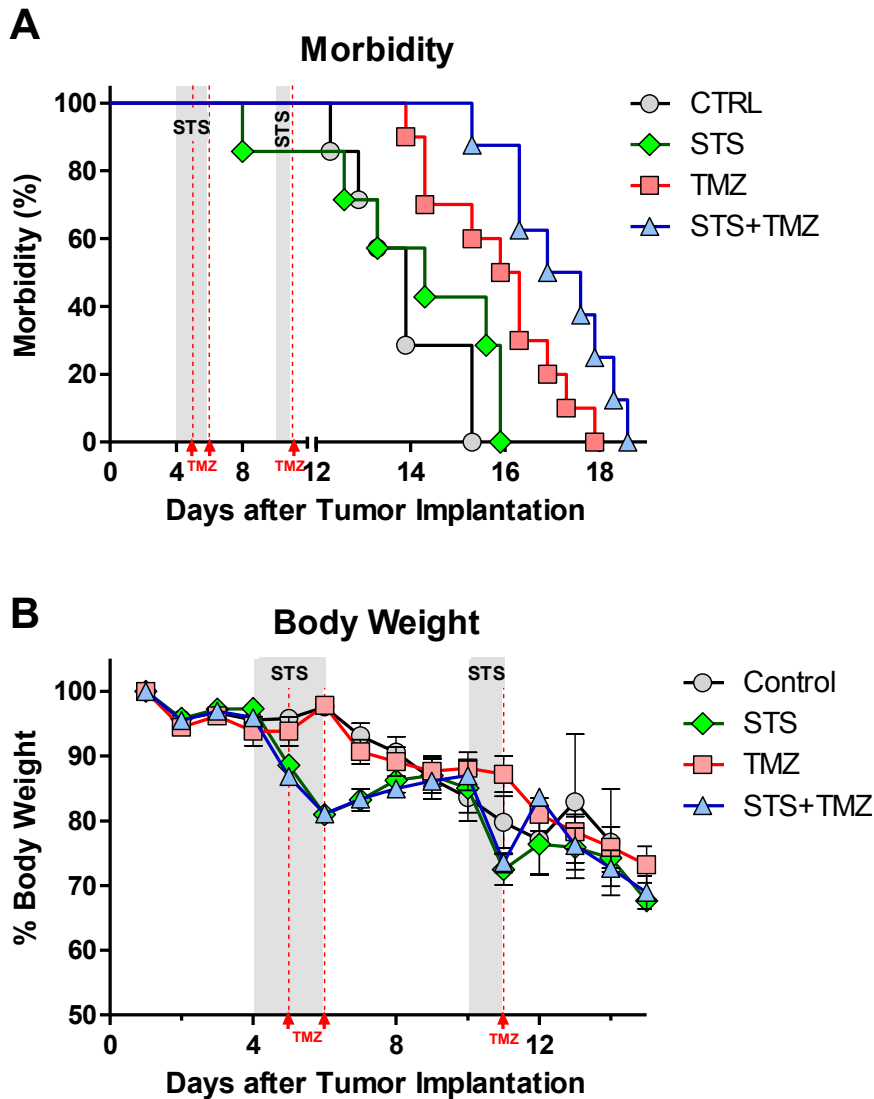 A
Morbidity
100
80
60
40
20
0
Morbidity (%)
STS
STS
CTRL
STS
TMZ
STS+TMZ
TMZ
TMZ
0
4
8
12
14
16
18
Days after Tumor Implantation
B
Body Weight
100
90
80
70
60
50
% Body Weight
STS
STS
Control
STS
TMZ
STS+TMZ
TMZ
TMZ
0
4
8
12
Days after Tumor Implantation